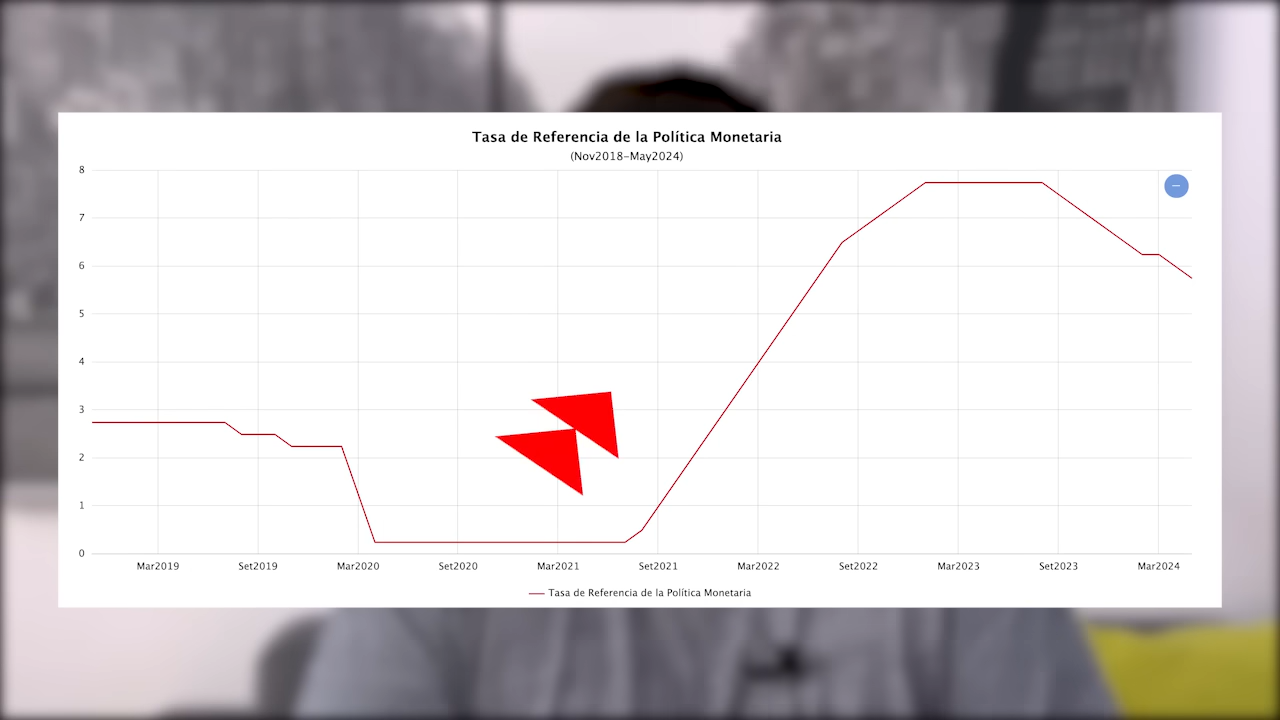 Tasa de Referencia de la Política Monetaria
(Nov2018-May2024)
8
7
6
5
4
3
2
1
0
Mar2019 Set2019 Mar2020 Set2020 Mar2021 Set2021 Mar2022 Set2022 Mar2023 Set2023 Mar2024
Tasa de Referencia de la Política Monetaria